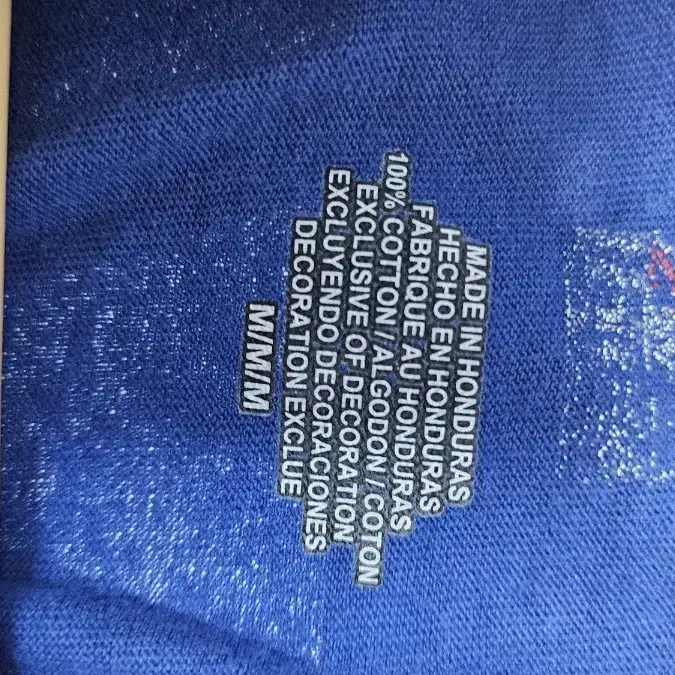 MADE IN HONDURAS
HECHO EN HONDURAS
FABRIQUE AU HONDURAS
100% COTTON / ALGODON / COTON
EXCLUSIVE OF DECORATION
EXCLUYENDO DECORACIONES
DECORATION EXCLUE
M/M/M